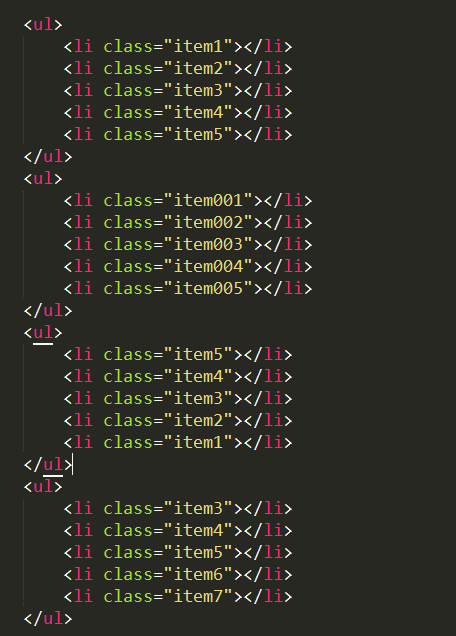 <ul>
    <li class="item1"></li>
    <li class="item2"></li>
    <li class="item3"></li>
    <li class="item4"></li>
    <li class="item5"></li>
</ul>
<ul>
    <li class="item001"></li>
    <li class="item002"></li>
    <li class="item003"></li>
    <li class="item004"></li>
    <li class="item005"></li>
</ul>
<ul>
    <li class="item5"></li>
    <li class="item4"></li>
    <li class="item3"></li>
    <li class="item2"></li>
    <li class="item1"></li>
</ul>
<ul>
    <li class="item3"></li>
    <li class="item4"></li>
    <li class="item5"></li>
    <li class="item6"></li>
    <li class="item7"></li>
</ul>